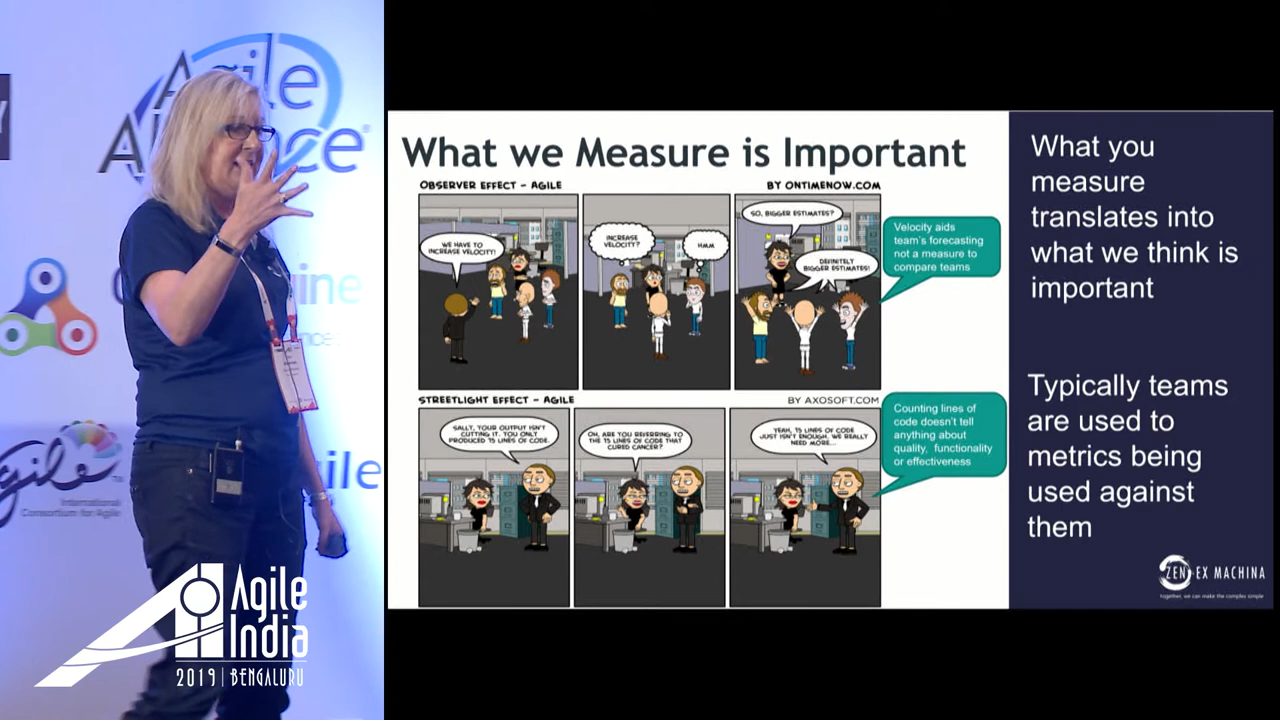 Agile
Alliance
Agile
International
Consortium for Agile
Agile
India
2019 | BENGALURU
What we Measure is Important
OBSERVER EFFECT – AGILE
BY ONTIMENOW.COM
WE HAVE TO
INCREASE VELOCITY!
INCREASE
VELOCITY?
HMM
SO, BIGGER ESTIMATES?
DEFINITELY
BIGGER ESTIMATES!
Velocity aids
team's forecasting
not a measure to
compare teams
STREETLIGHT EFFECT – AGILE
BY AXOSOFT.COM
SALLY, YOUR OUTPUT ISN'T
CUTTING IT. YOU ONLY
PRODUCED 15 LINES OF CODE.
OH, ARE YOU REFERRING TO
THE 15 LINES OF CODE THAT
CURED CANCER?
YEAH, 15 LINES OF CODE
JUST ISN'T ENOUGH. WE REALLY
NEED MORE...
Counting lines of
code doesn't tell
anything about
quality, functionality
or effectiveness
What you
measure
translates into
what we think is
important
Typically teams
are used to
metrics being
used against
them
ZEN EX MACHINA
together, we can make the complex simple